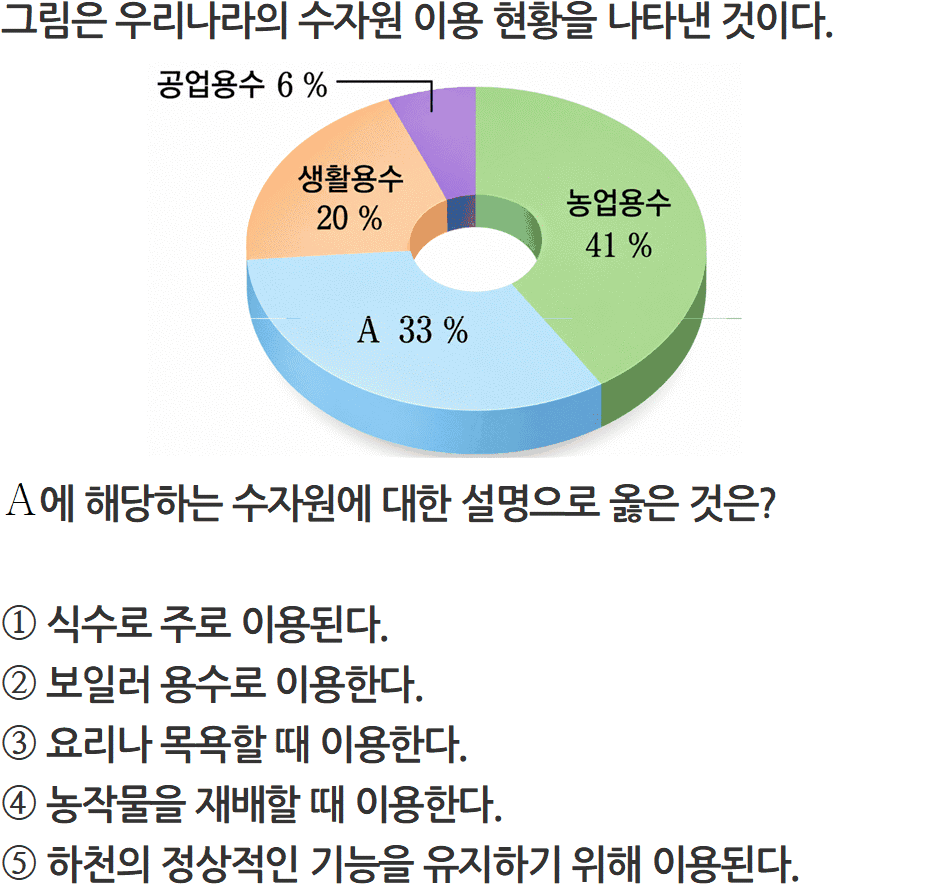 그림은 우리나라의 수자원 이용 현황을 나타낸 것이다.
공업용수 6 %
생활용수
20 %
농업용수
41 %
A 33 %
A에 해당하는 수자원에 대한 설명으로 옳은 것은?
① 식수로 주로 이용된다.
② 보일러 용수로 이용한다.
③ 요리나 목욕할 때 이용한다.
④ 농작물을 재배할 때 이용한다.
⑤ 하천의 정상적인 기능을 유지하기 위해 이용된다.